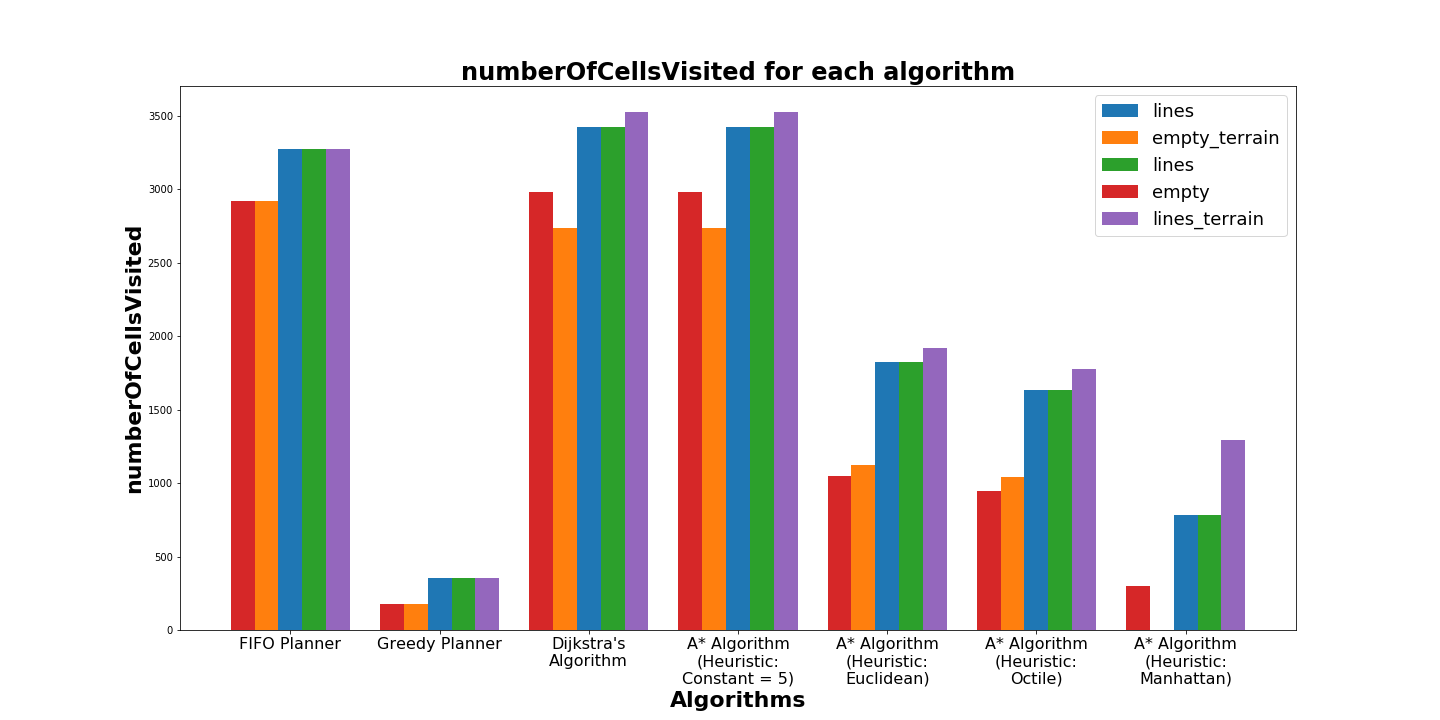 numberOfCellsVisited for each algorithm
numberOfCellsVisited
3500
3000
2500
2000
1500
1000
500
0
lines
empty_terrain
lines
empty
lines_terrain
FIFO Planner
Greedy Planner
Dijkstra's
Algorithm
A* Algorithm
(Heuristic:
Constant = 5)
A* Algorithm
(Heuristic:
Euclidean)
A* Algorithm
(Heuristic:
Octile)
A* Algorithm
(Heuristic:
Manhattan)
Algorithms